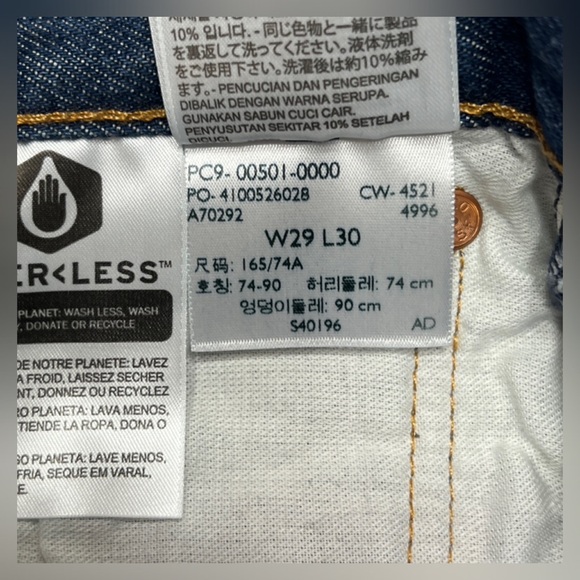 10% 입니다. - 同じ色物と一緒に製品
を裏返して洗ってください。液体洗剤
をご使用下さい。洗濯後は約10%縮み
ます。- PENCUCIAN DAN PENGERINGAN
DIBALIK DENGAN WARNA SERUPA.
GUNAKAN SABUN CUCI CAIR.
PENYUSUTAN SEKITAR 10% SETELAH
DICUCI.
PC9- 00501-0000
PO- 4100526028 CW- 4521
A70292 4996
W29 L30
尺码: 165/74A
호칭: 74-90 허리둘레: 74 cm
엉덩이둘레: 90 cm
S40196 AD
ER<LESS™
PLANET: WASH LESS, WASH
, DONATE OR RECYCLE
DE NOTRE PLANETE: LAVEZ
A FROID, LAISSEZ SECHER
NT, DONNEZ OU RECYCLEZ
RO PLANETA: LAVA MENOS,
TIENDE LA ROPA, DONA O
SO PLANETA: LAVE MENOS,
FRIA, SEQUE EM VARAL,
E.